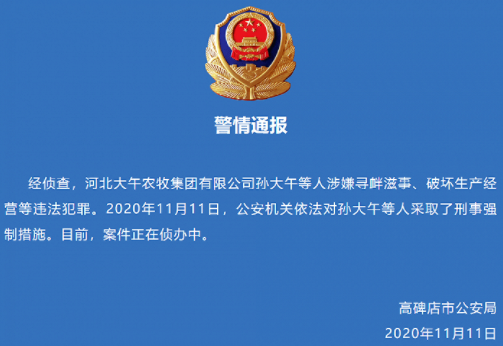 警情通报
经侦查，河北大午农牧集团有限公司孙大午等人涉嫌寻衅滋事、破坏生产经
营等违法犯罪。2020年11月11日，公安机关依法对孙大午等人采取了刑事强
制措施。目前，案件正在侦办中。
高碑店市公安局
2020年11月11日